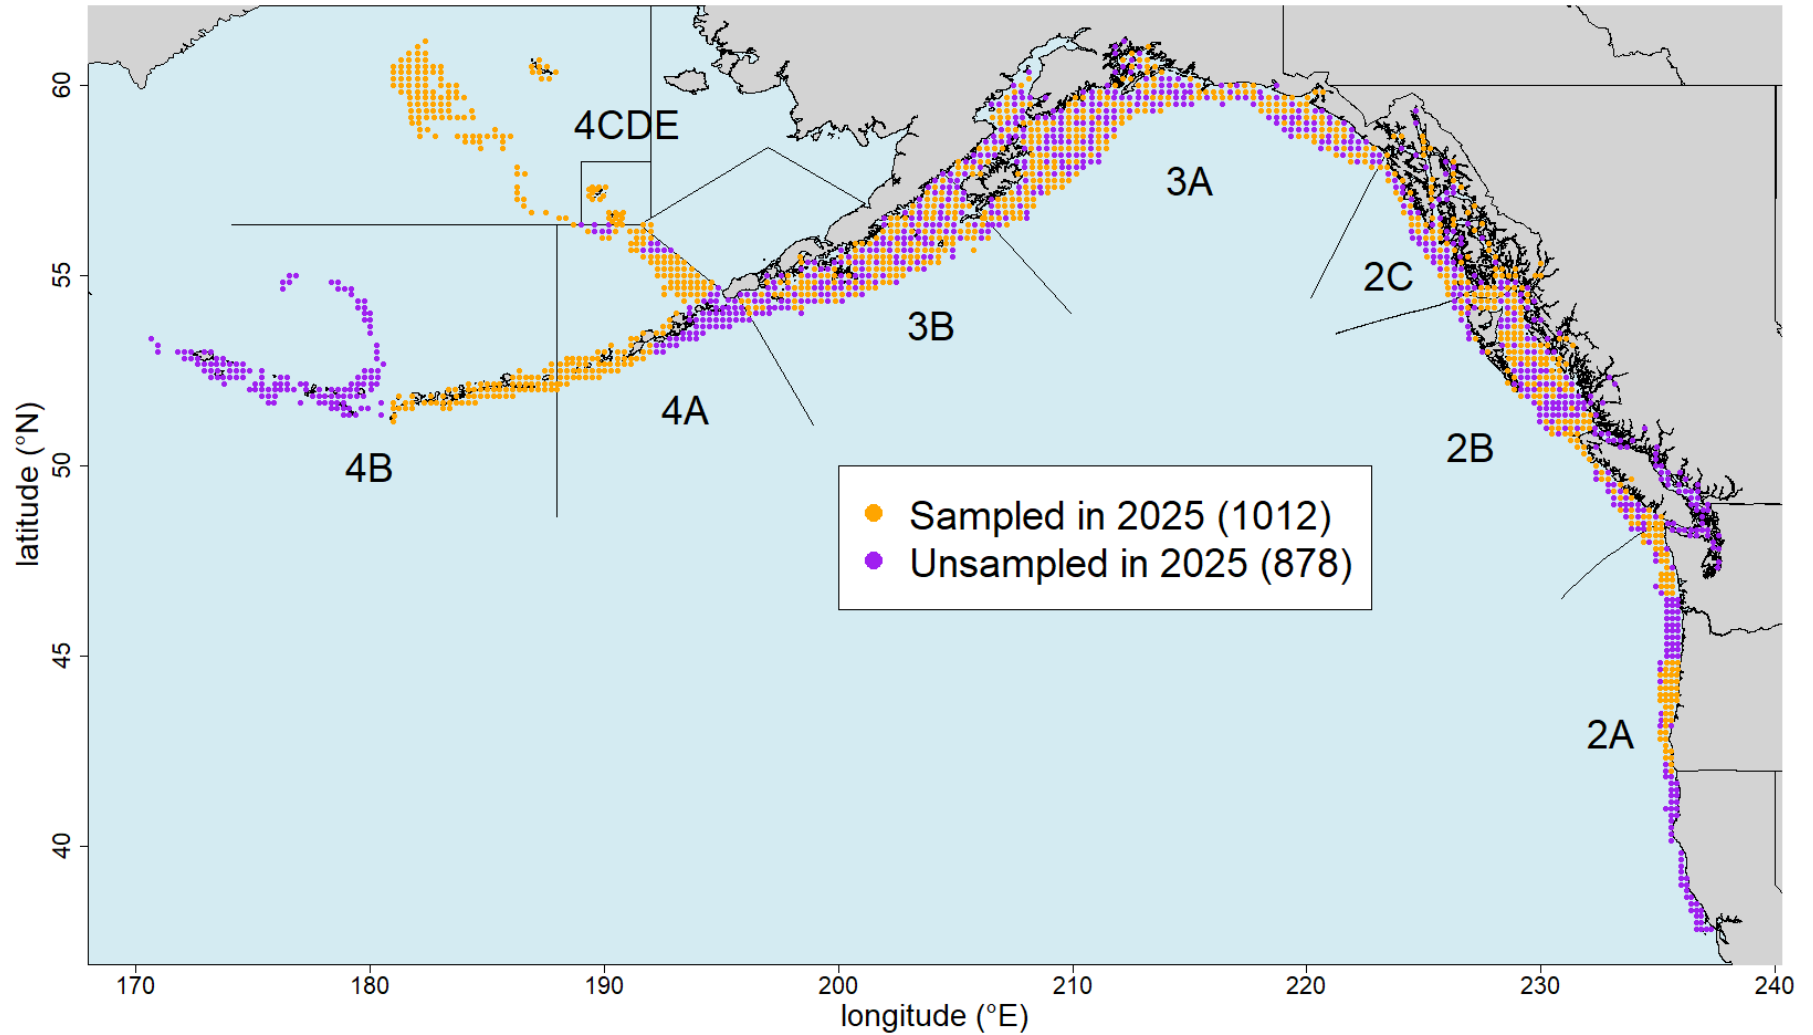 60
55
50
45
40
latitude (°N)
4CDE
3A
2C
3B
4A
2B
4B
Sampled in 2025 (1012)
Unsampled in 2025 (878)
2A
170
180
190
200
210
220
230
240
longitude (°E)